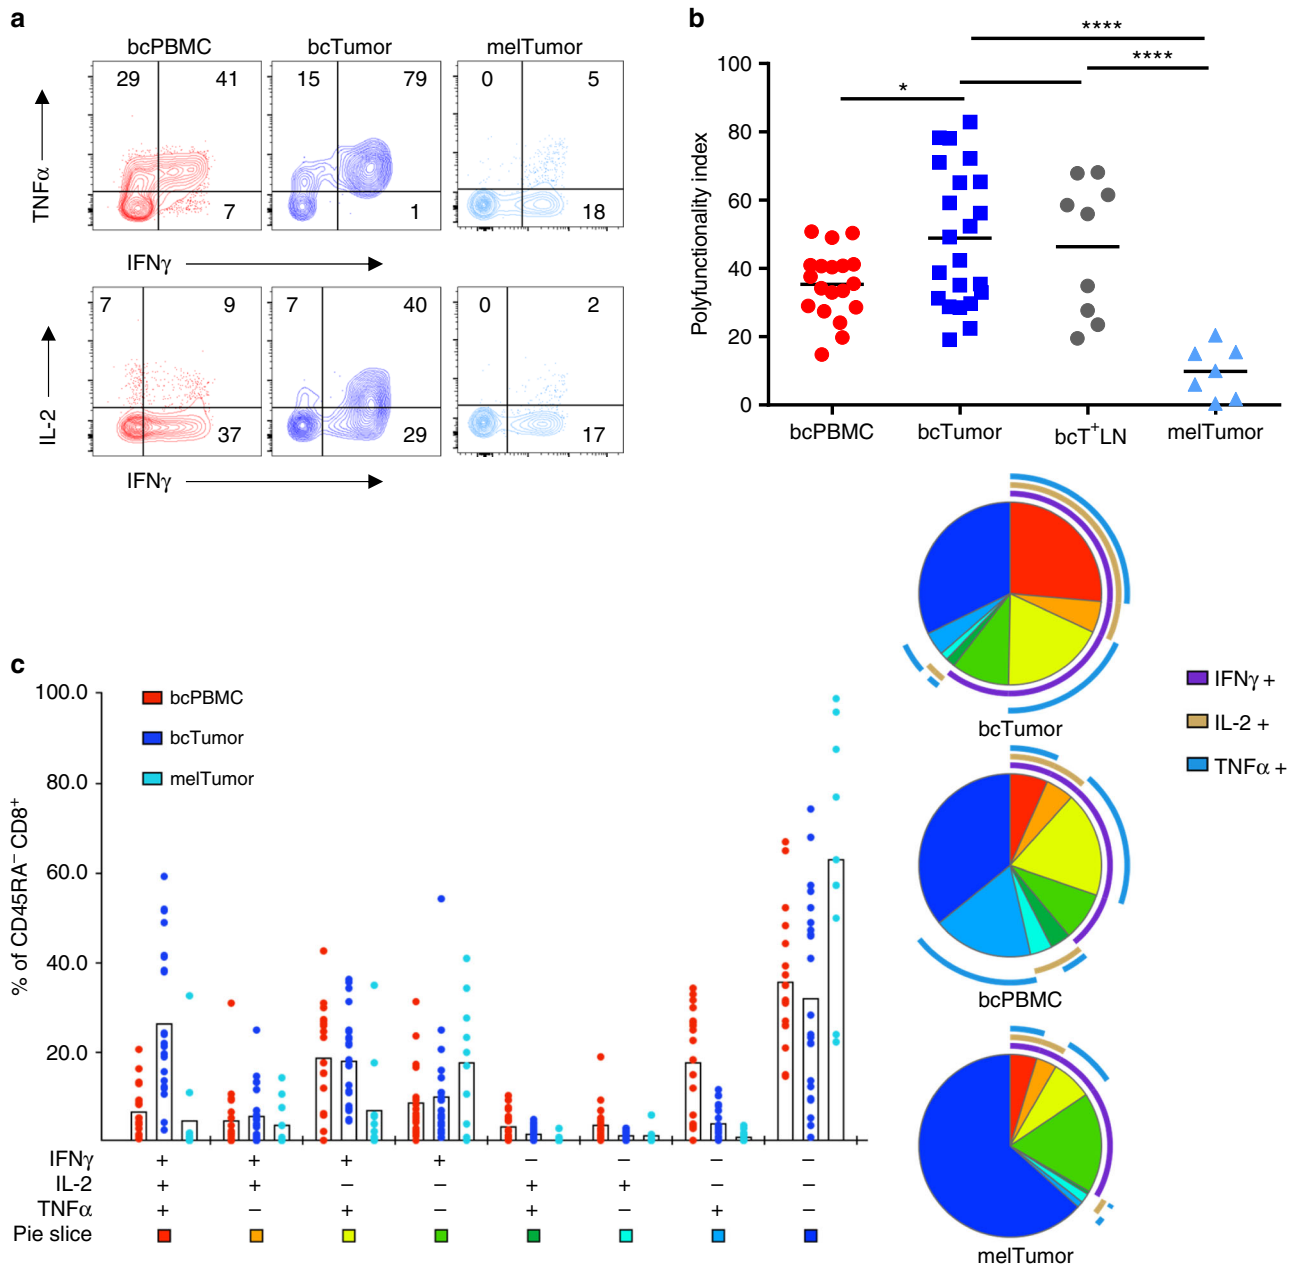 a
bcPBMC bcTumor melTumor
29 41 15 79 0 5
7 1 18
TNFα
IFNγ
7 9 7 40 0 2
37 29 17
IL-2
IFNγ
b
****
****
*
100
80
60
40
20
0
Polyfunctionality index
bcPBMC bcTumor bcT+LN melTumor
c
100.0
80.0
60.0
40.0
20.0
% of CD45RA− CD8+
bcPBMC
bcTumor
melTumor
IFNγ + + + + − − − −
IL-2 + + − − + + − −
TNFα + − + − + − + −
Pie slice
bcTumor
bcPBMC
melTumor
IFNγ +
IL-2 +
TNFα +